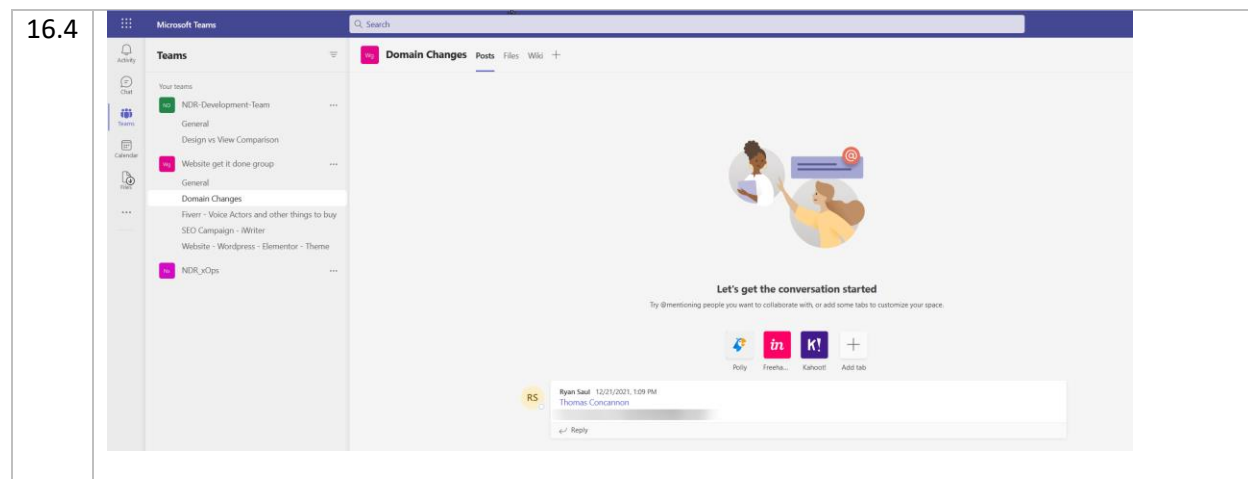 16.4
Microsoft Teams
Search
Activity
Chat
Teams
Calendar
Files
Teams
Your teams
NDR-Development-Team
General
Design vs View Comparison
Wg
Website get it done group
General
Domain Changes
Fiverr - Voice Actors and other things to buy
SEO Campaign - iWriter
Website - Wordpress - Elementor - Theme
NDR_xOps
Wg
Domain Changes Posts Files Wiki
@
Let's get the conversation started
Try @mentioning people you want to collaborate with, or add some tabs to customize your space.
in
K!
Polly
Freeha...
Kahoot!
Add tab
RS
Ryan Saul 12/21/2021, 1:09 PM
Thomas Concannon
Reply